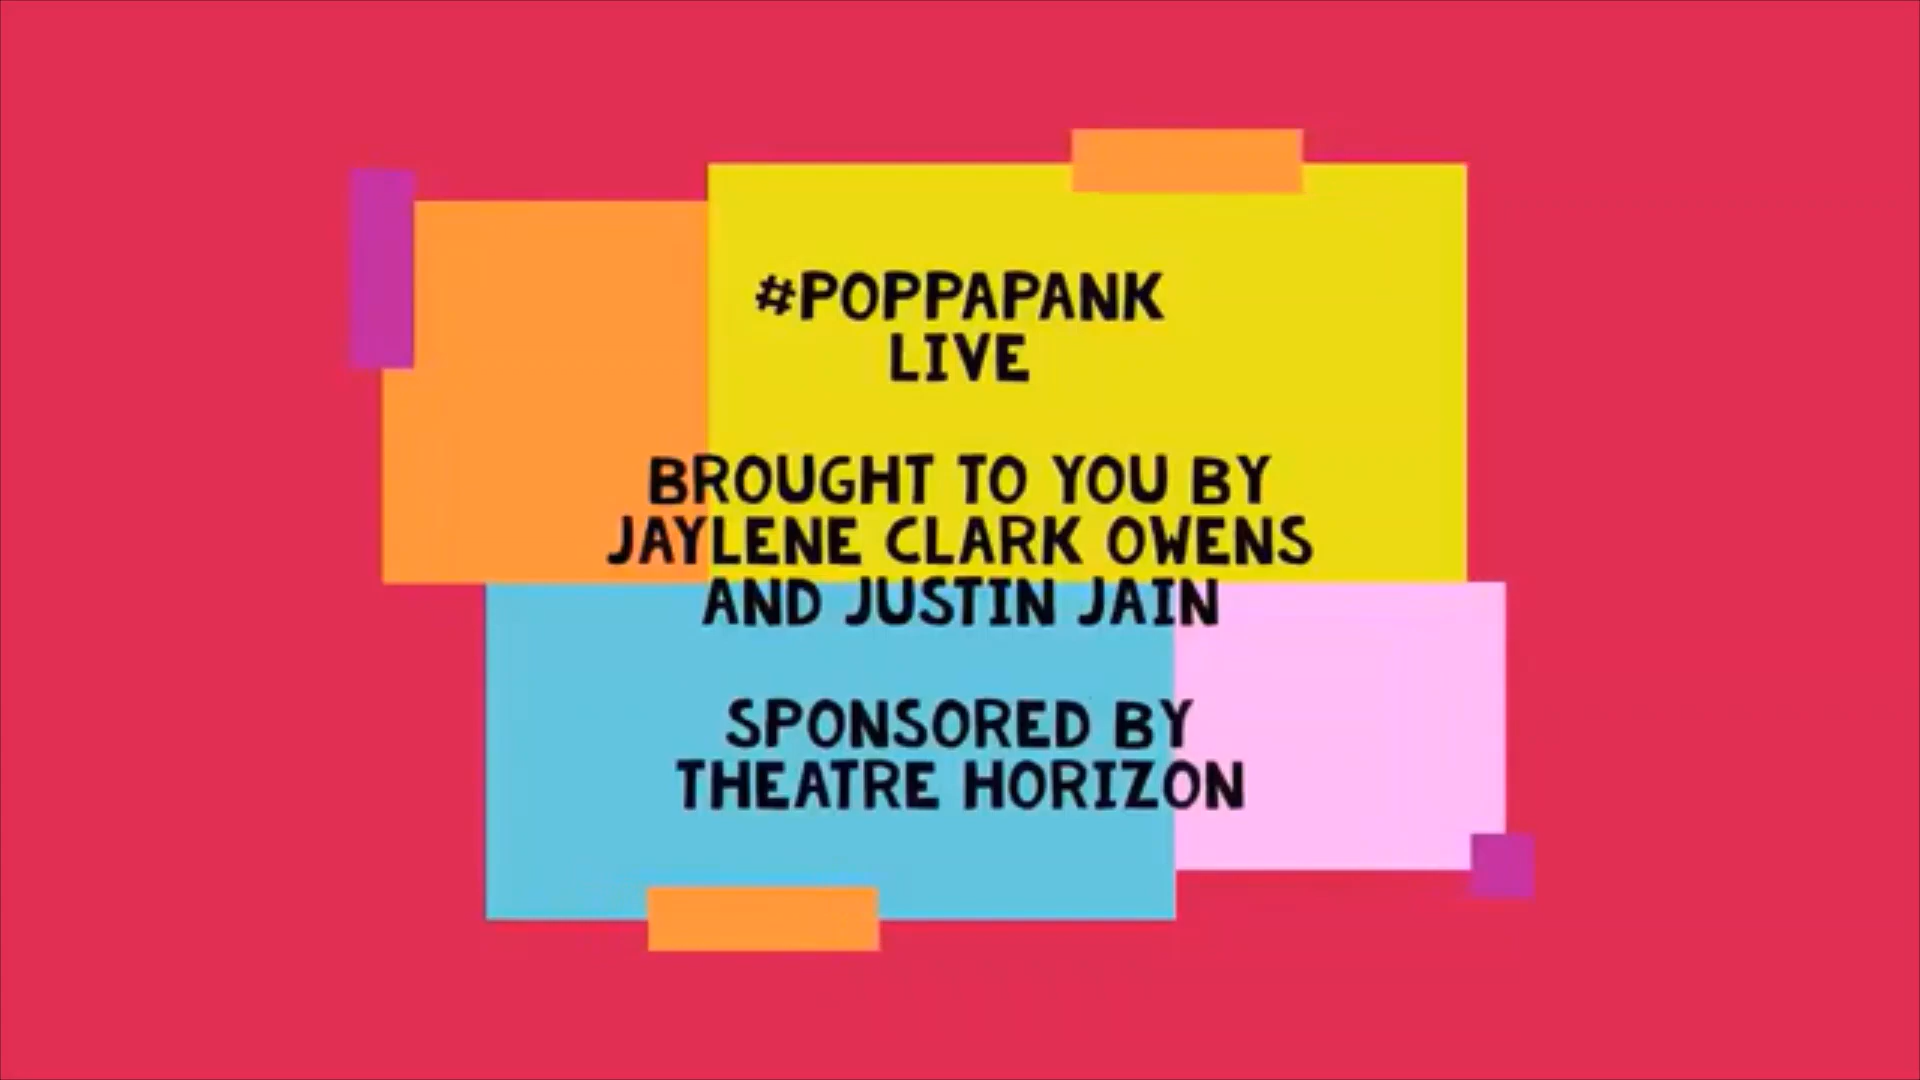 #POPPAPANK
LIVE
BROUGHT TO YOU BY
JAYLENE CLARK OWENS
AND JUSTIN JAIN
SPONSORED BY
THEATRE HORIZON